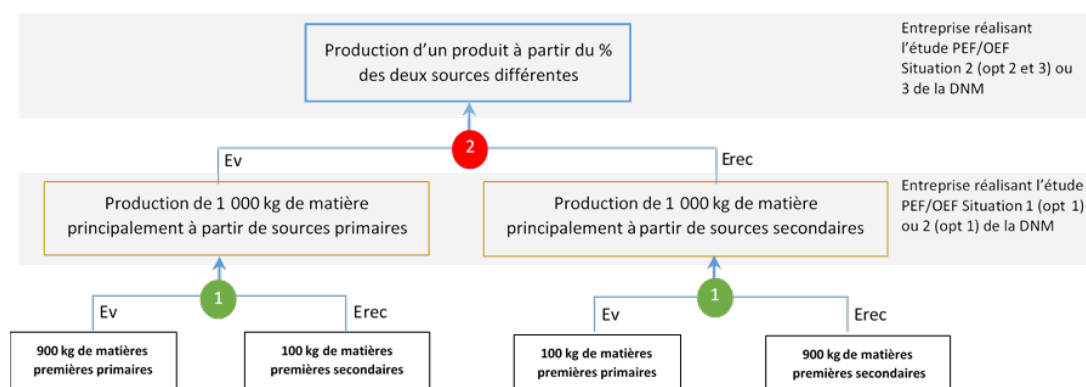 Production d'un produit à partir du %
des deux sources différentes
Entreprise réalisant
l'étude PEF/OEF
Situation 2 (opt 2 et 3) ou
3 de la DNM
2
Ev
Erec
Production de 1 000 kg de matière
principalement à partir de sources primaires
Production de 1 000 kg de matière
principalement à partir de sources secondaires
Entreprise réalisant l'étude
PEF/OEF Situation 1 (opt 1)
ou 2 (opt 1) de la DNM
1
Ev
Erec
1
Ev
Erec
900 kg de matières
premières primaires
100 kg de matières
premières secondaires
100 kg de matières
premières primaires
900 kg de matières
premières secondaires